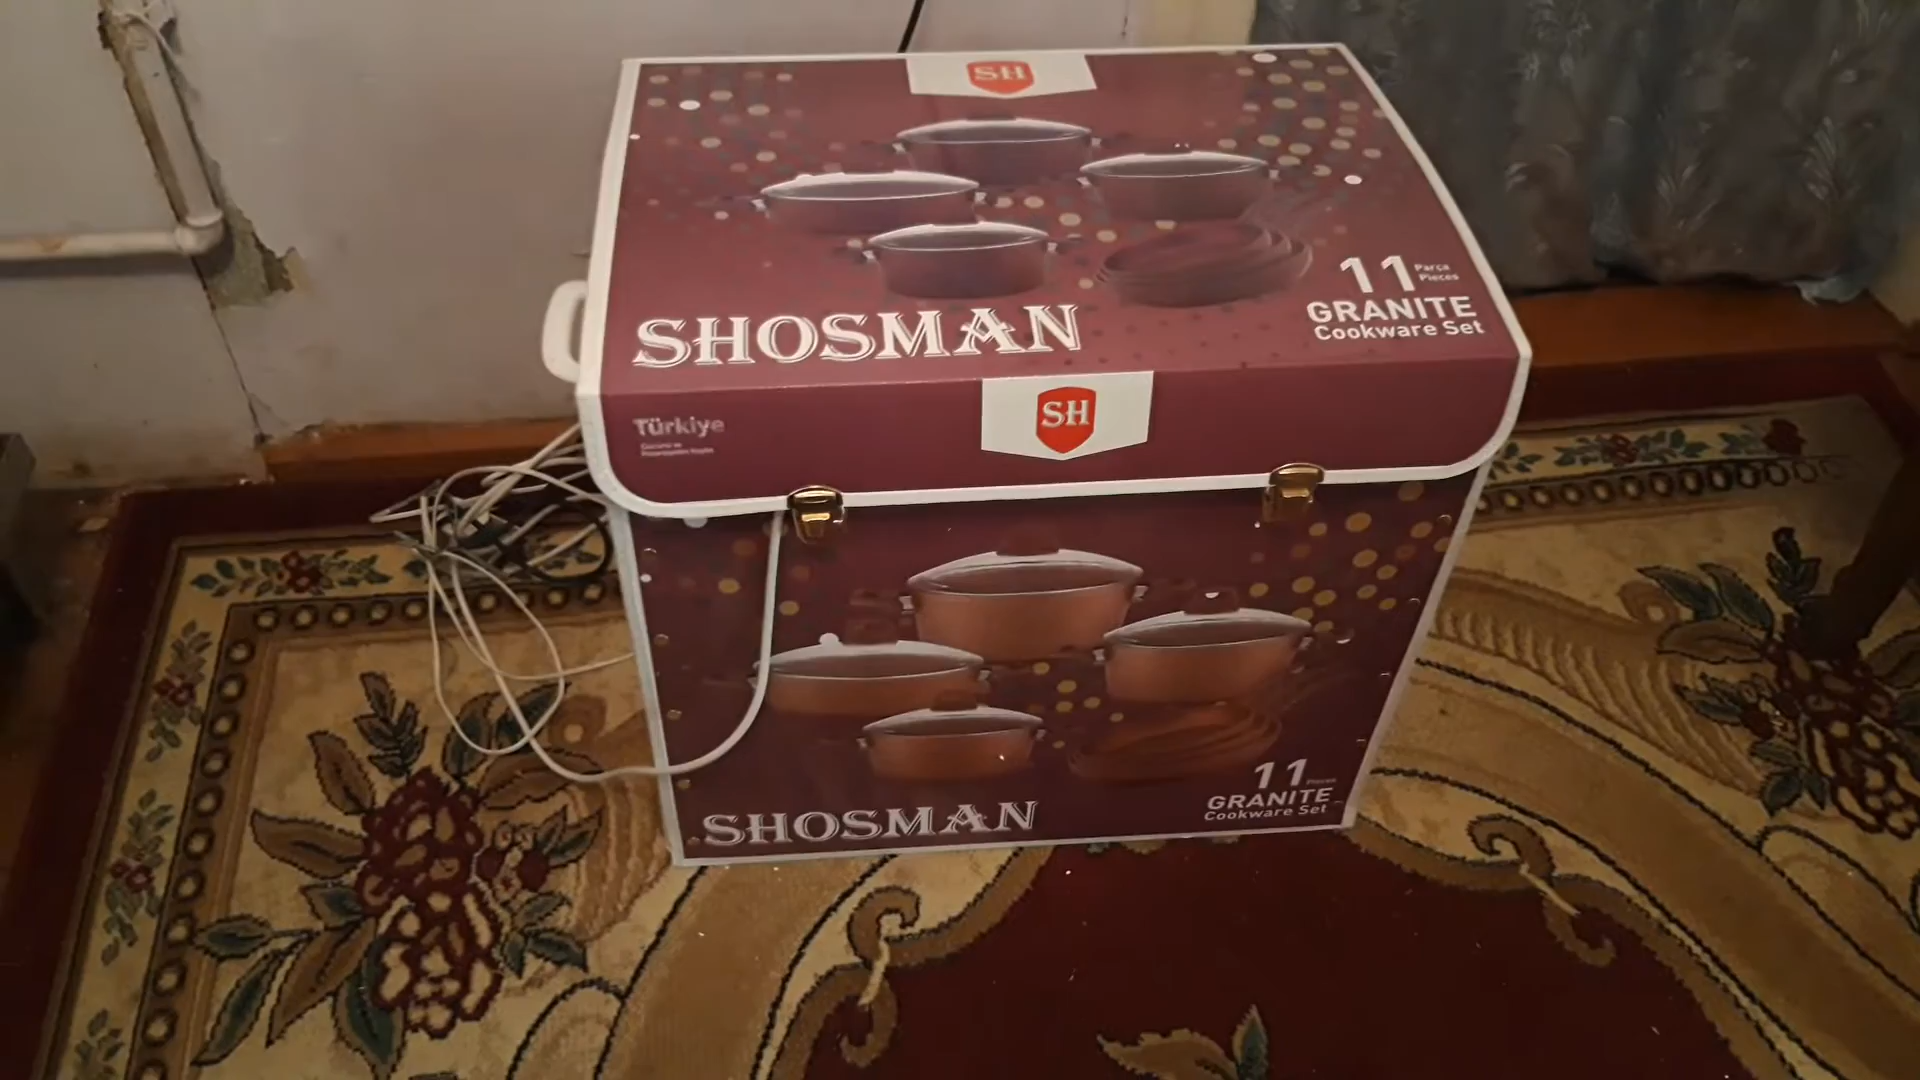 SH
11 Parça
Pieces
GRANITE
Cookware Set
SHOSMAN
SH
Türkiye
11 Pieces
GRANITE
Cookware Set
SHOSMAN